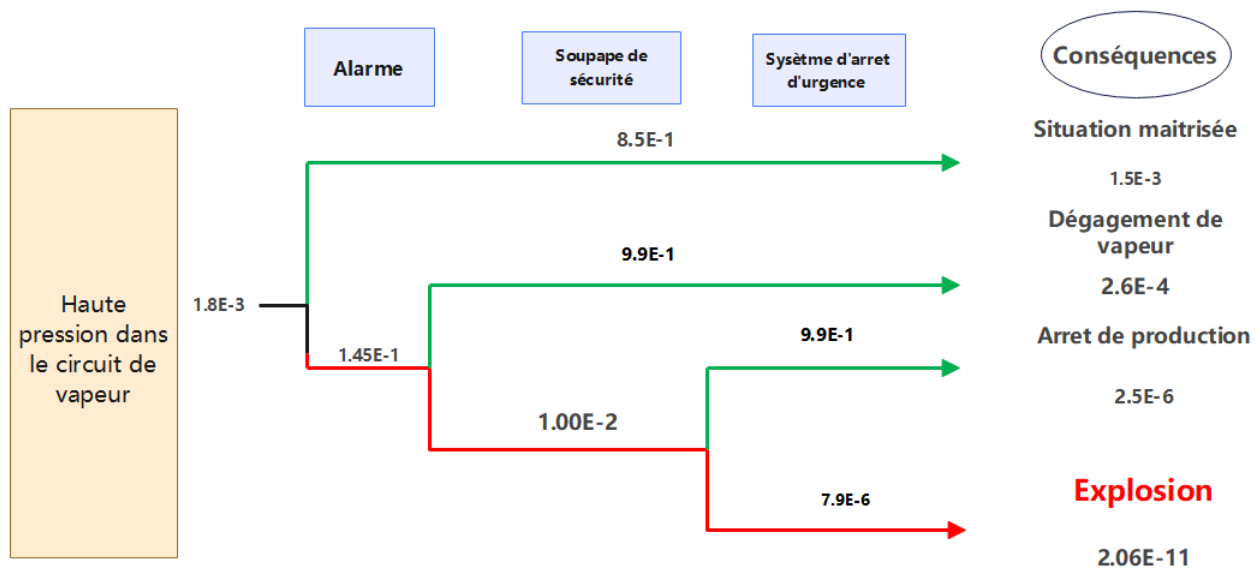 Alarme
Soupape de
sécurité
Sysètme d'arret
d'urgence
Conséquences
Haute
pression dans
le circuit de
vapeur
1.8E-3
8.5E-1
Situation maitrisée
1.5E-3
1.45E-1
9.9E-1
Dégagement de
vapeur
2.6E-4
1.00E-2
9.9E-1
Arret de production
2.5E-6
7.9E-6
Explosion
2.06E-11